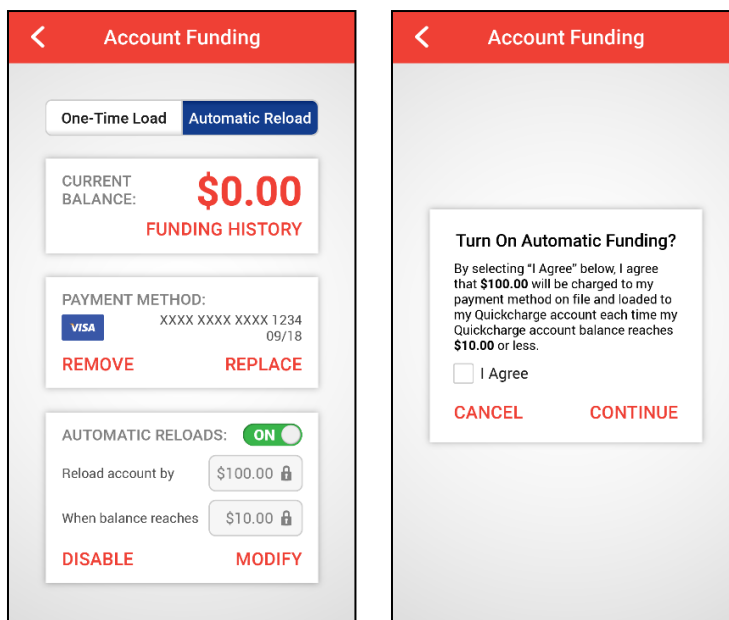 Account Funding
One-Time Load
Automatic Reload
CURRENT
BALANCE:
$0.00
FUNDING HISTORY
PAYMENT METHOD:
VISA
XXXX XXXX XXXX 1234
09/18
REMOVE
REPLACE
AUTOMATIC RELOADS:
ON
Reload account by
$100.00
When balance reaches
$10.00
DISABLE
MODIFY
Account Funding
Turn On Automatic Funding?
By selecting “I Agree” below, I agree
that $100.00 will be charged to my
payment method on file and loaded to
my Quickcharge account each time my
Quickcharge account balance reaches
$10.00 or less.
I Agree
CANCEL
CONTINUE